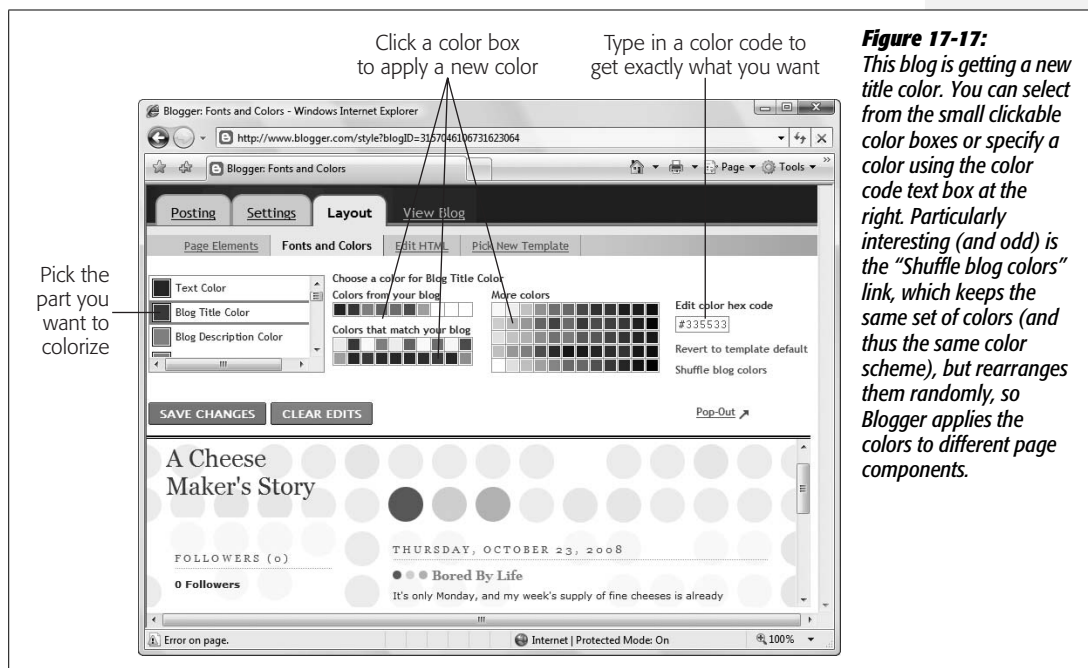 Click a color box
to apply a new color
Type in a color code to
get exactly what you want
Pick the
part you
want to
colorize
Blogger: Fonts and Colors - Windows Internet Explorer
http://www.blogger.com/style?blogID=3157046106731623064
Blogger: Fonts and Colors
Page
Tools
Posting
Settings
Layout
View Blog
Page Elements
Fonts and Colors
Edit HTML
Pick New Template
Text Color
Blog Title Color
Blog Description Color
Choose a color for Blog Title Color
Colors from your blog
Colors that match your blog
More colors
Edit color hex code
#335533
Revert to template default
Shuffle blog colors
SAVE CHANGES
CLEAR EDITS
Pop-Out
A Cheese
Maker's Story
FOLLOWERS (0)
0 Followers
THURSDAY, OCTOBER 23, 2008
Bored By Life
It's only Monday, and my week's supply of fine cheeses is already
Error on page.
Internet | Protected Mode: On
100%
Figure 17-17:
This blog is getting a new
title color. You can select
from the small clickable
color boxes or specify a
color using the color
code text box at the
right. Particularly
interesting (and odd) is
the “Shuffle blog colors”
link, which keeps the
same set of colors (and
thus the same color
scheme), but rearranges
them randomly, so
Blogger applies the
colors to different page
components.